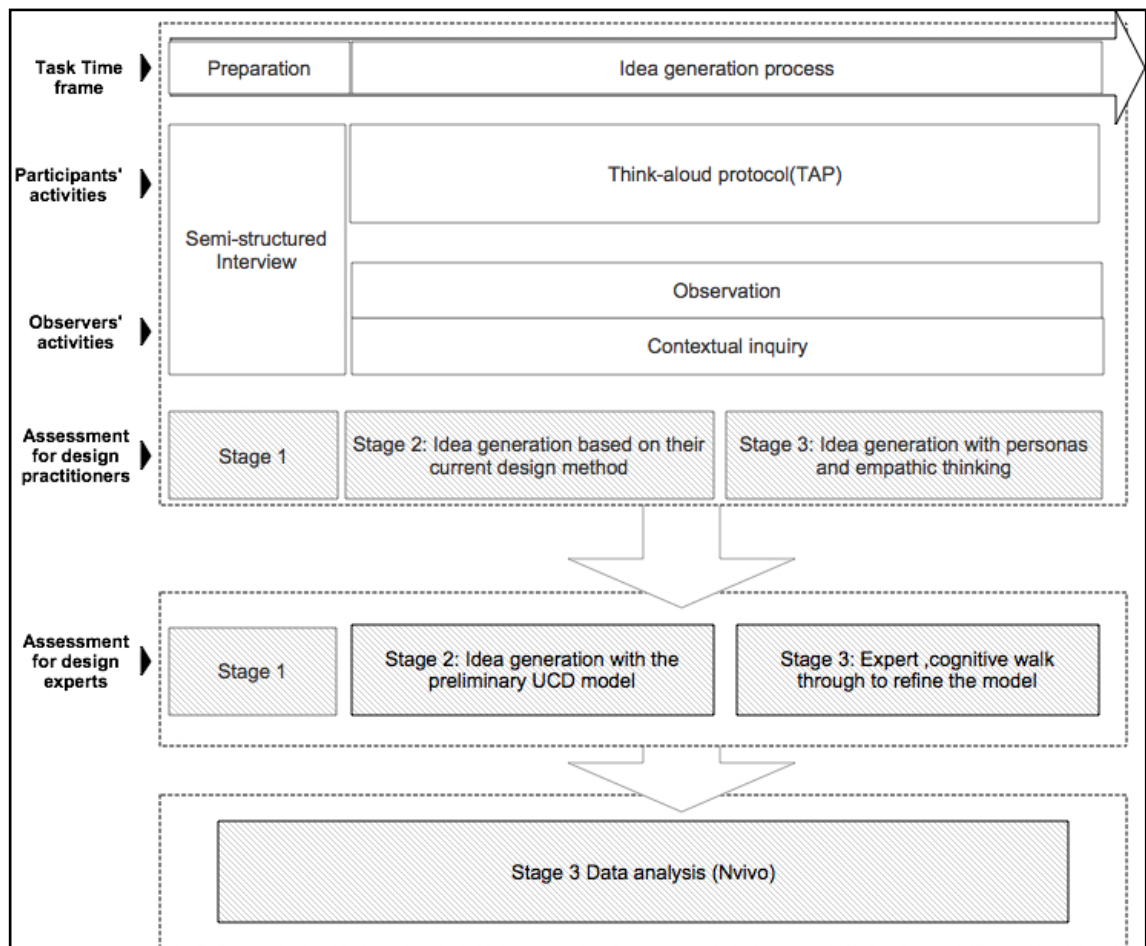 Task Time
frame
Preparation
Idea generation process
Participants'
activities
Think-aloud protocol(TAP)
Semi-structured
Interview
Observation
Observers'
activities
Contextual inquiry
Assessment
for design
practitioners
Stage 1
Stage 2: Idea generation based on their
current design method
Stage 3: Idea generation with personas
and empathic thinking
Assessment
for design
experts
Stage 1
Stage 2: Idea generation with the
preliminary UCD model
Stage 3: Expert ,cognitive walk
through to refine the model
Stage 3 Data analysis (Nvivo)